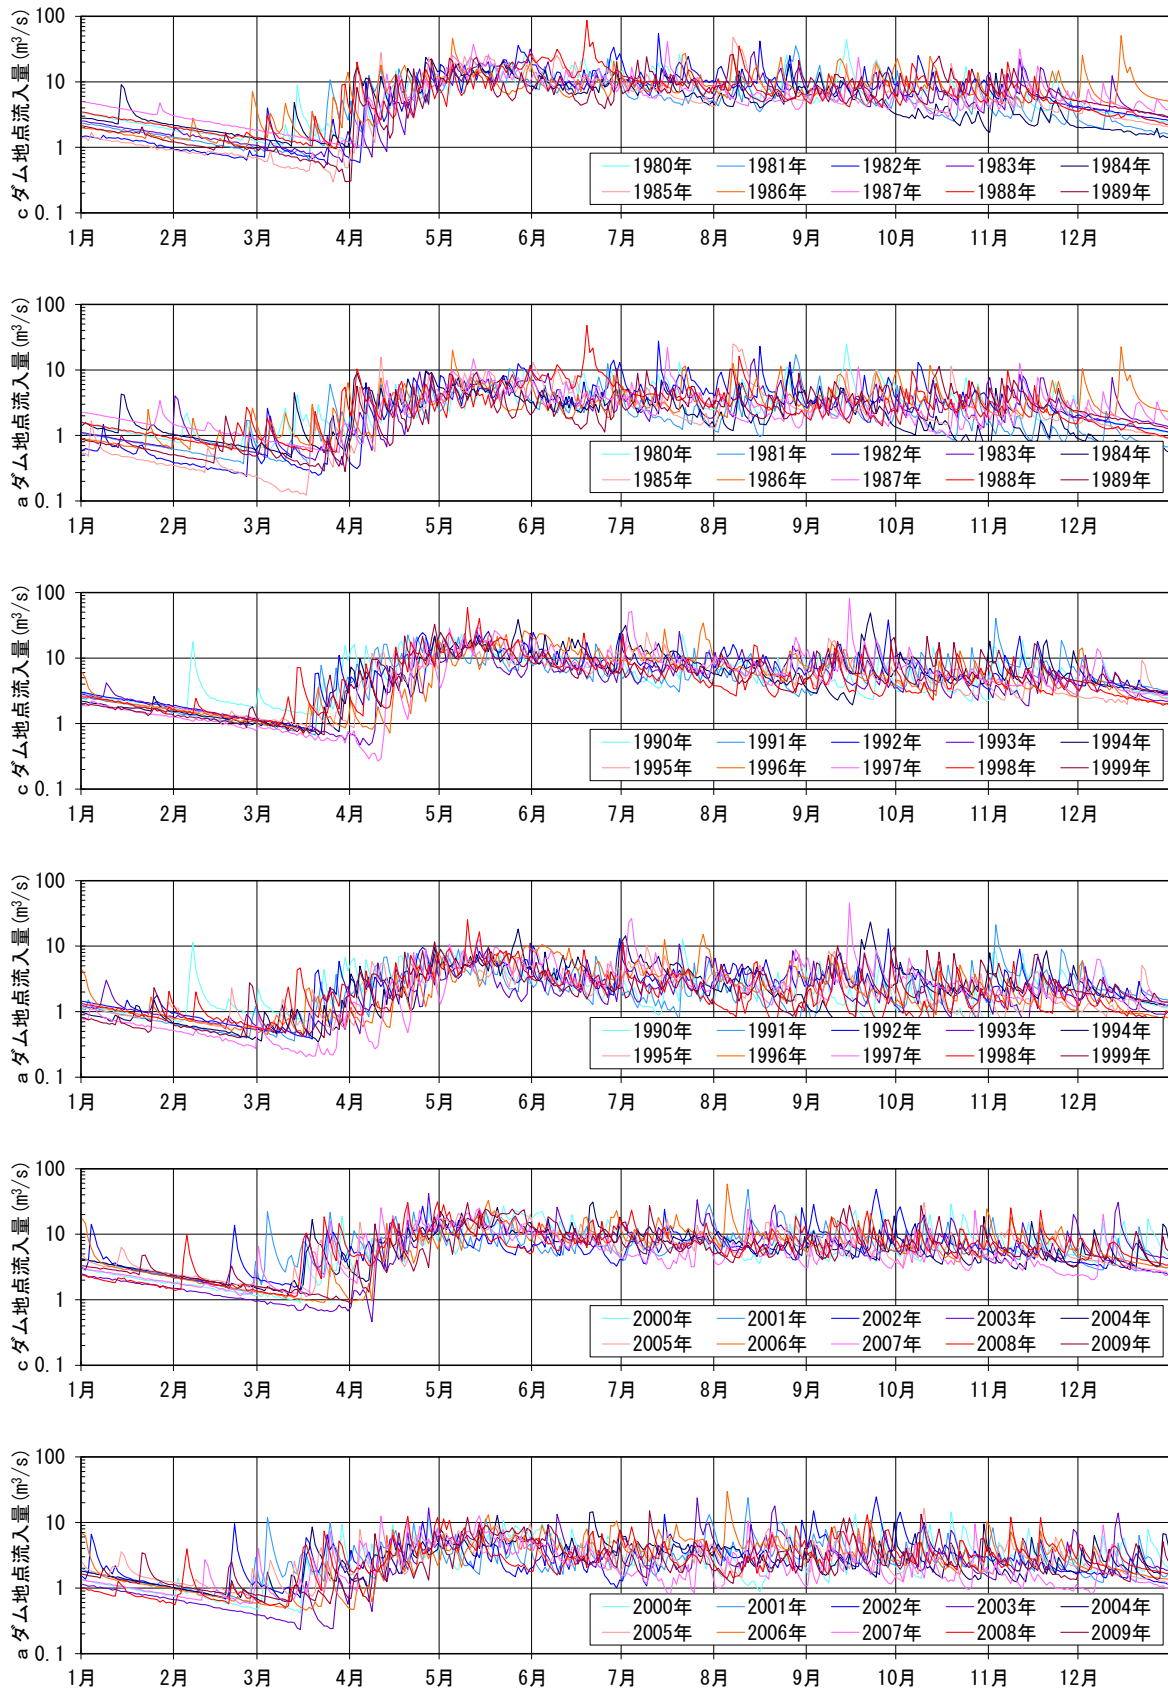 cダム地点流入量(m³/s)
100
10
1
0.1
1980年 1981年 1982年 1983年 1984年
1985年 1986年 1987年 1988年 1989年
1月 2月 3月 4月 5月 6月 7月 8月 9月 10月 11月 12月
aダム地点流入量(m³/s)
100
10
1
0.1
1980年 1981年 1982年 1983年 1984年
1985年 1986年 1987年 1988年 1989年
1月 2月 3月 4月 5月 6月 7月 8月 9月 10月 11月 12月
cダム地点流入量(m³/s)
100
10
1
0.1
1990年 1991年 1992年 1993年 1994年
1995年 1996年 1997年 1998年 1999年
1月 2月 3月 4月 5月 6月 7月 8月 9月 10月 11月 12月
aダム地点流入量(m³/s)
100
10
1
0.1
1990年 1991年 1992年 1993年 1994年
1995年 1996年 1997年 1998年 1999年
1月 2月 3月 4月 5月 6月 7月 8月 9月 10月 11月 12月
cダム地点流入量(m³/s)
100
10
1
0.1
2000年 2001年 2002年 2003年 2004年
2005年 2006年 2007年 2008年 2009年
1月 2月 3月 4月 5月 6月 7月 8月 9月 10月 11月 12月
aダム地点流入量(m³/s)
100
10
1
0.1
2000年 2001年 2002年 2003年 2004年
2005年 2006年 2007年 2008年 2009年
1月 2月 3月 4月 5月 6月 7月 8月 9月 10月 11月 12月